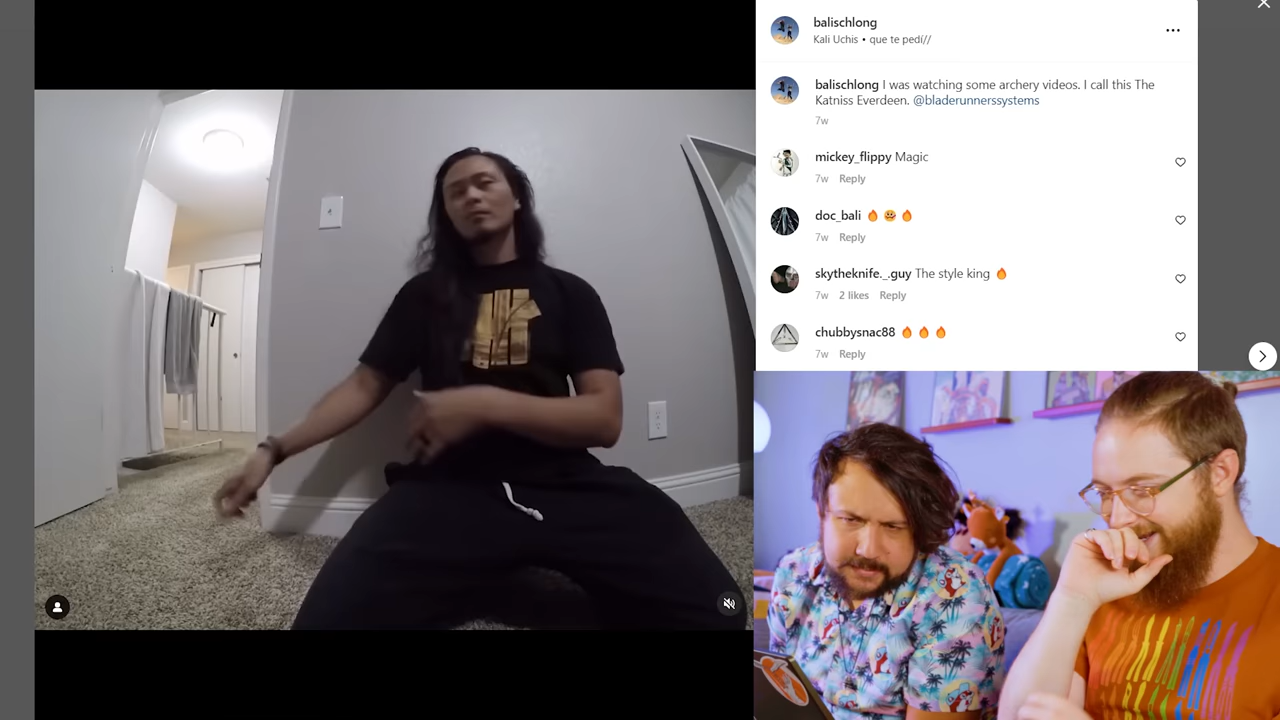 balischlong
Kali Uchis • que te pedí//
balischlong I was watching some archery videos. I call this The
Katniss Everdeen. @bladerunnerssystems
7w
mickey_flippy Magic
7w Reply
doc_bali 🔥 🤐 🔥
7w Reply
skytheknife._.guy The style king 🔥
7w 2 likes Reply
chubbysnac88 🔥 🔥 🔥
7w Reply